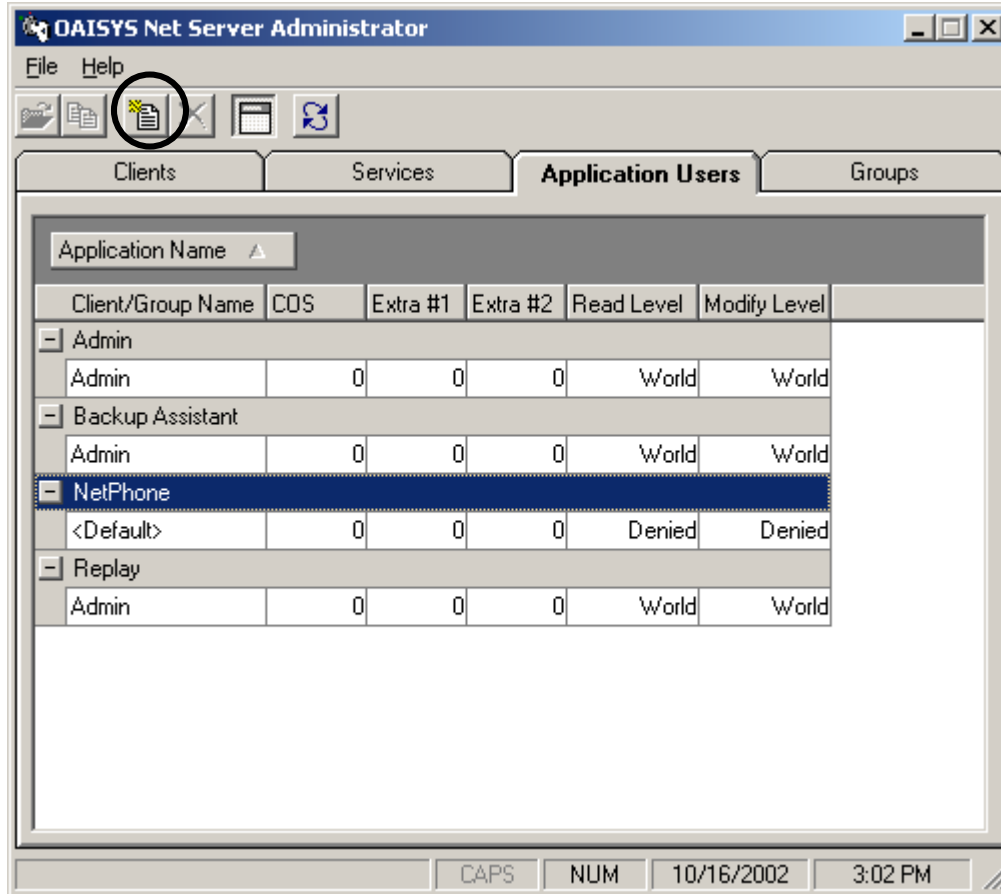 OAISYS Net Server Administrator
File Help
Clients Services Application Users Groups
Application Name
Client/Group Name COS Extra #1 Extra #2 Read Level Modify Level
Admin
Admin 0 0 0 World World
Backup Assistant
Admin 0 0 0 World World
NetPhone
<Default> 0 0 0 Denied Denied
Replay
Admin 0 0 0 World World
CAPS NUM 10/16/2002 3:02 PM